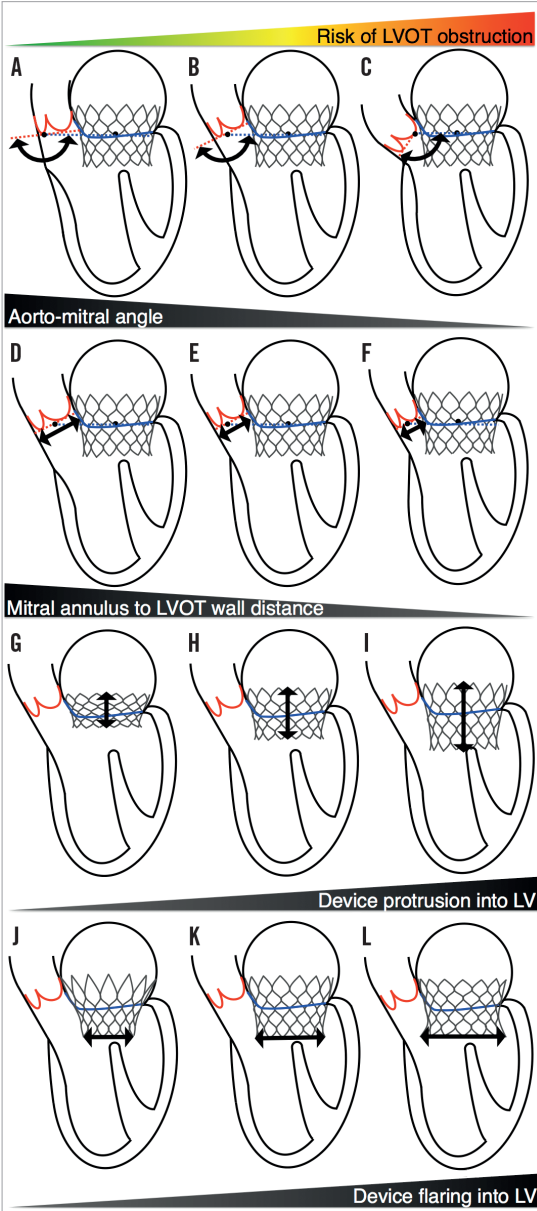 Risk of LVOT obstruction
A B C
Aorto-mitral angle
D E F
Mitral annulus to LVOT wall distance
G H I
Device protrusion into LV
J K L
Device flaring into LV